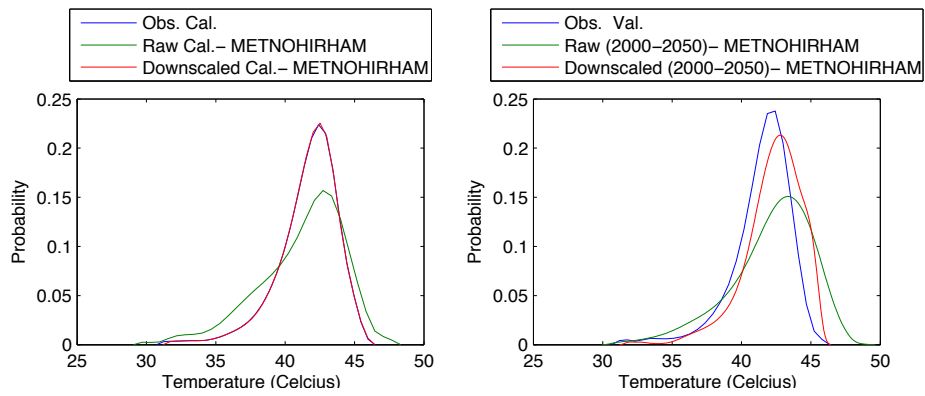 Obs. Cal.
Raw Cal.− METNOHIRHAM
Downscaled Cal.− METNOHIRHAM
0.25
0.2
0.15
0.1
0.05
0
Probability
25 30 35 40 45 50
Temperature (Celcius)
Obs. Val.
Raw (2000−2050)− METNOHIRHAM
Downscaled (2000−2050)− METNOHIRHAM
0.25
0.2
0.15
0.1
0.05
0
Probability
25 30 35 40 45 50
Temperature (Celcius)